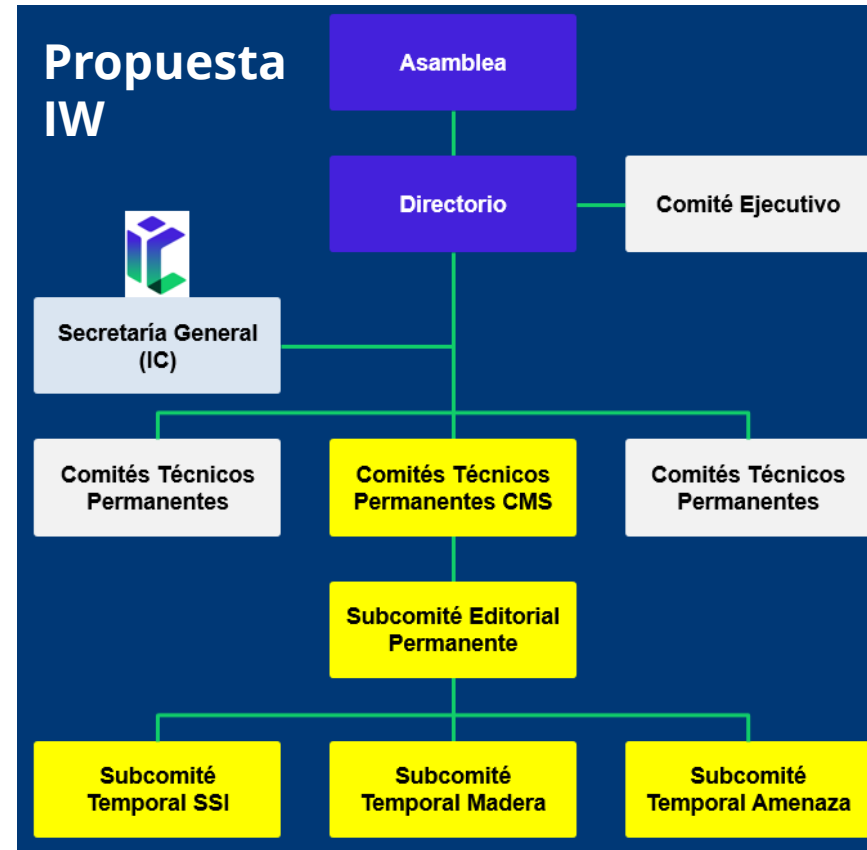 Propuesta
IW
Asamblea
Directorio
Comité Ejecutivo
Secretaría General
(IC)
Comités Técnicos
Permanentes
Comités Técnicos
Permanentes CMS
Comités Técnicos
Permanentes
Subcomité Editorial
Permanente
Subcomité
Temporal SSI
Subcomité
Temporal Madera
Subcomité
Temporal Amenaza